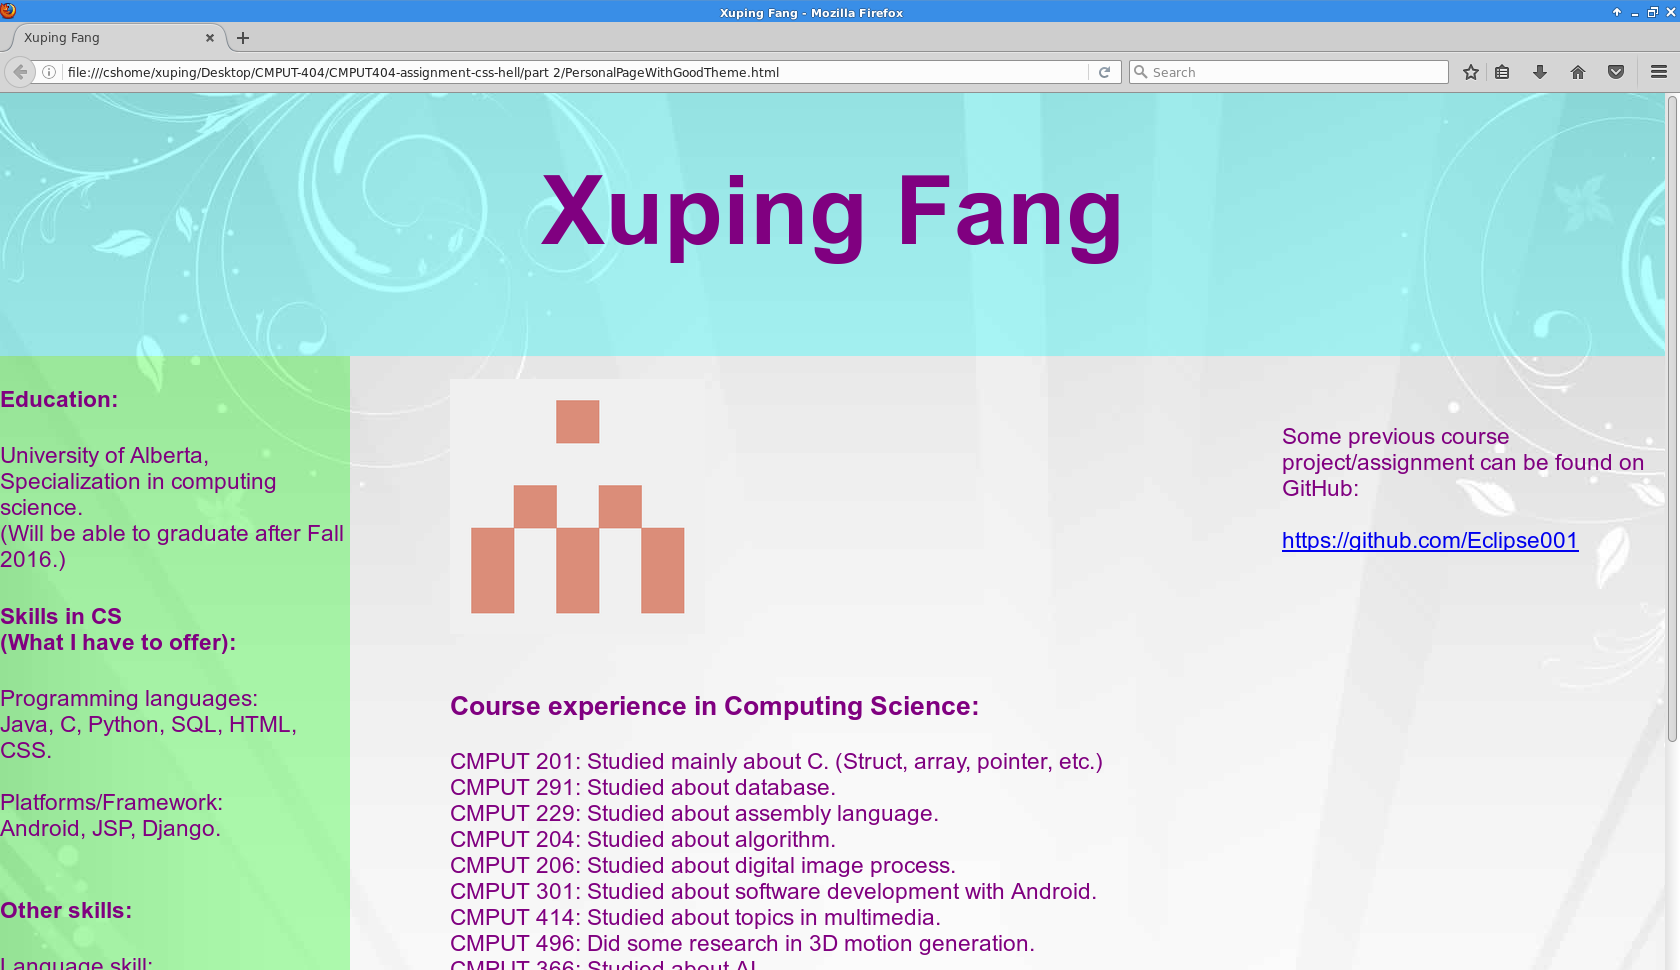 Xuping Fang - Mozilla Firefox
Xuping Fang
file:///cshome/xuping/Desktop/CMPUT-404/CMPUT404-assignment-css-hell/part 2/PersonalPageWithGoodTheme.html
Search
Xuping Fang
Education:
University of Alberta,
Specialization in computing
science.
(Will be able to graduate after Fall
2016.)
Skills in CS
(What I have to offer):
Programming languages:
Java, C, Python, SQL, HTML,
CSS.
Platforms/Framework:
Android, JSP, Django.
Other skills:
Language skill:
Course experience in Computing Science:
CMPUT 201: Studied mainly about C. (Struct, array, pointer, etc.)
CMPUT 291: Studied about database.
CMPUT 229: Studied about assembly language.
CMPUT 204: Studied about algorithm.
CMPUT 206: Studied about digital image process.
CMPUT 301: Studied about software development with Android.
CMPUT 414: Studied about topics in multimedia.
CMPUT 496: Did some research in 3D motion generation.
CMPUT 366: Studied about AI
Some previous course
project/assignment can be found on
GitHub:
https://github.com/Eclipse001